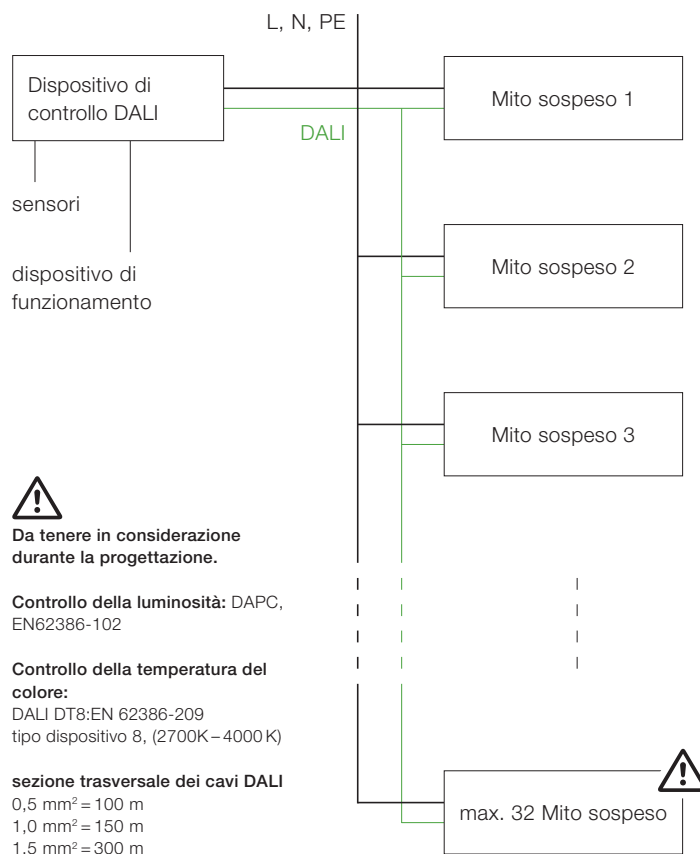 L, N, PE
Dispositivo di
controllo DALI
Mito sospeso 1
DALI
sensori
Mito sospeso 2
dispositivo di
funzionamento
Mito sospeso 3
Da tenere in considerazione
durante la progettazione.
Controllo della luminosità: DAPC,
EN62386-102
Controllo della temperatura del
colore:
DALI DT8:EN 62386-209
tipo dispositivo 8, (2700K – 4000 K)
sezione trasversale dei cavi DALI
0,5 mm² = 100 m
1,0 mm² = 150 m
1,5 mm² = 300 m
max. 32 Mito sospeso